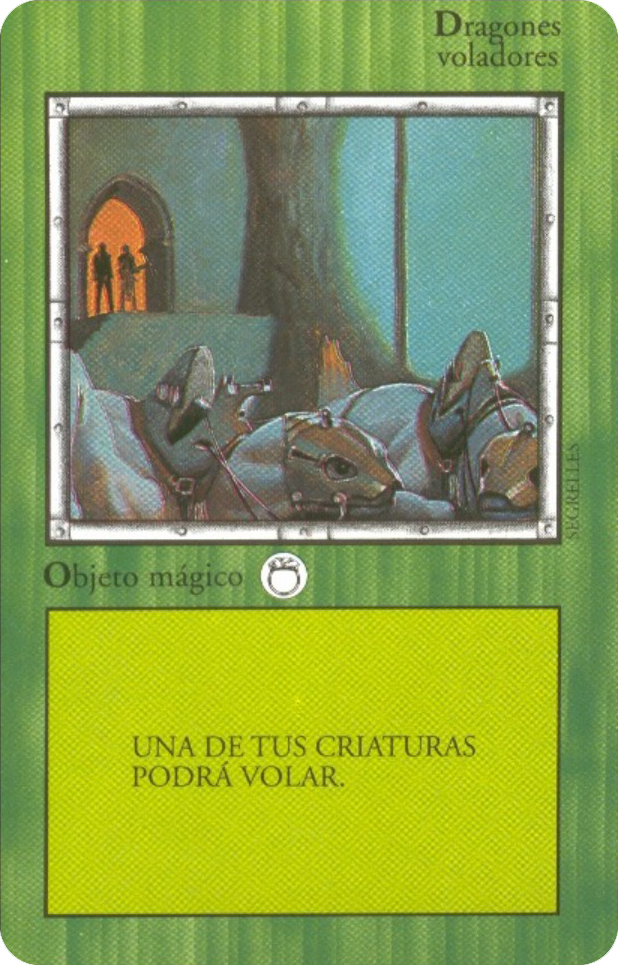 Dragones
voladores
SEGRELLES
Objeto mágico
UNA DE TUS CRIATURAS
PODRÁ VOLAR.